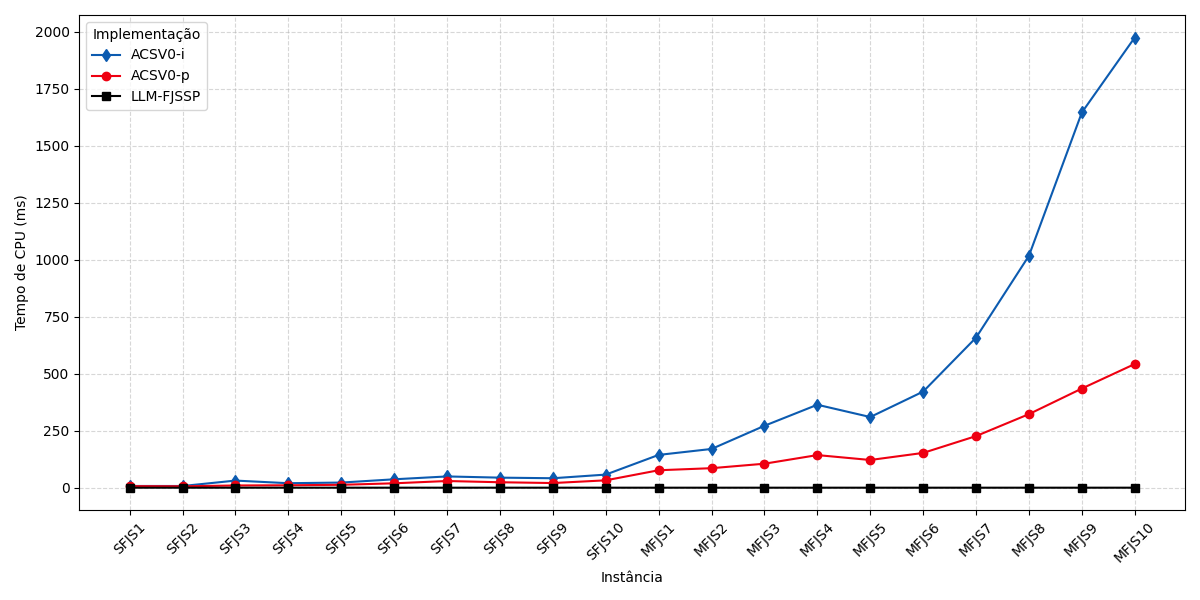 Implementação
ACSV0-i
ACSV0-p
LLM-FJSSP
Tempo de CPU (ms)
2000
1750
1500
1250
1000
750
500
250
0
SFJS1
SFJS2
SFJS3
SFJS4
SFJS5
SFJS6
SFJS7
SFJS8
SFJS9
SFJS10
MFJS1
MFJS2
MFJS3
MFJS4
MFJS5
MFJS6
MFJS7
MFJS8
MFJS9
MFJS10
Instância